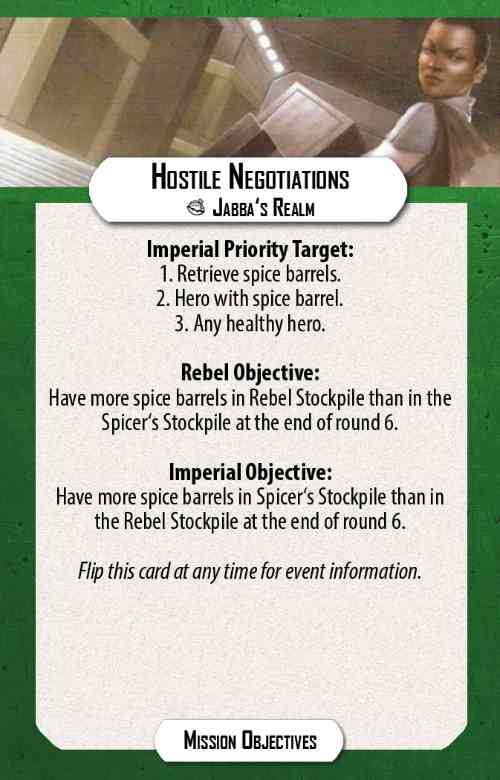 Hostile Negotiations
Jabba‘s Realm
Imperial Priority Target:
1. Retrieve spice barrels.
2. Hero with spice barrel.
3. Any healthy hero.
Rebel Objective:
Have more spice barrels in Rebel Stockpile than in the
Spicer‘s Stockpile at the end of round 6.
Imperial Objective:
Have more spice barrels in Spicer‘s Stockpile than in
the Rebel Stockpile at the end of round 6.
Flip this card at any time for event information.
Mission Objectives